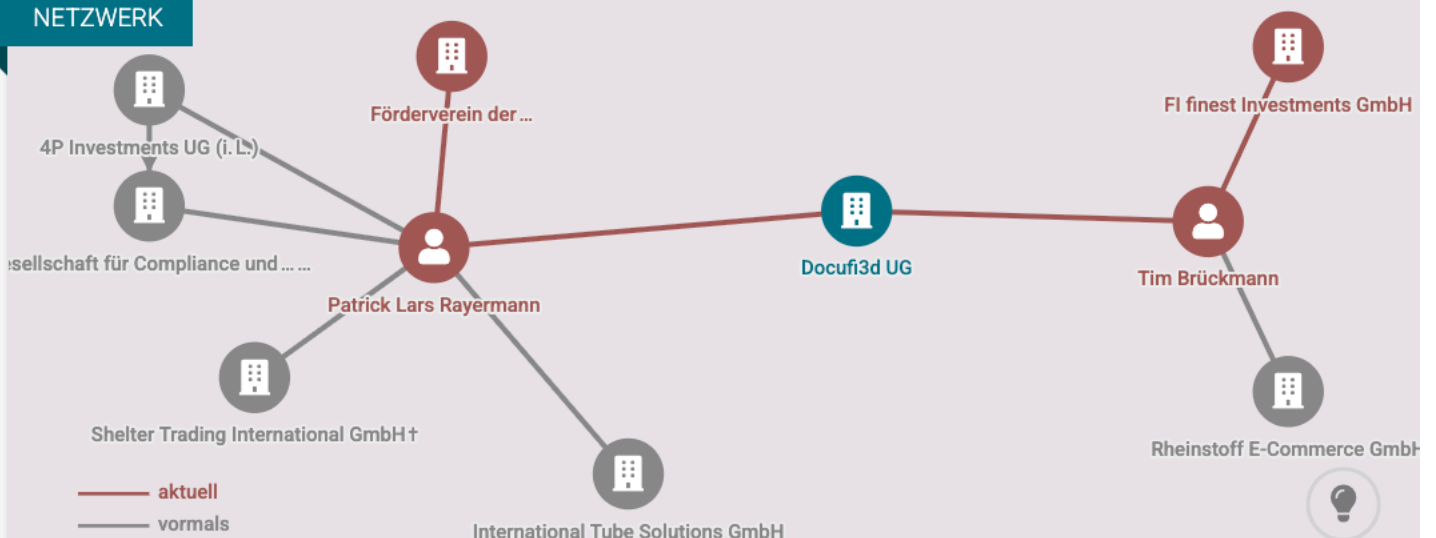 NETZWERK
Förderverein der ...
FI finest Investments GmbH
4P Investments UG (i. L.)
esellschaft für Compliance und ... ...
Docufi3d UG
Tim Brückmann
Patrick Lars Rayermann
Shelter Trading International GmbH†
Rheinstoff E-Commerce GmbH
aktuell
vormals
International Tube Solutions GmbH